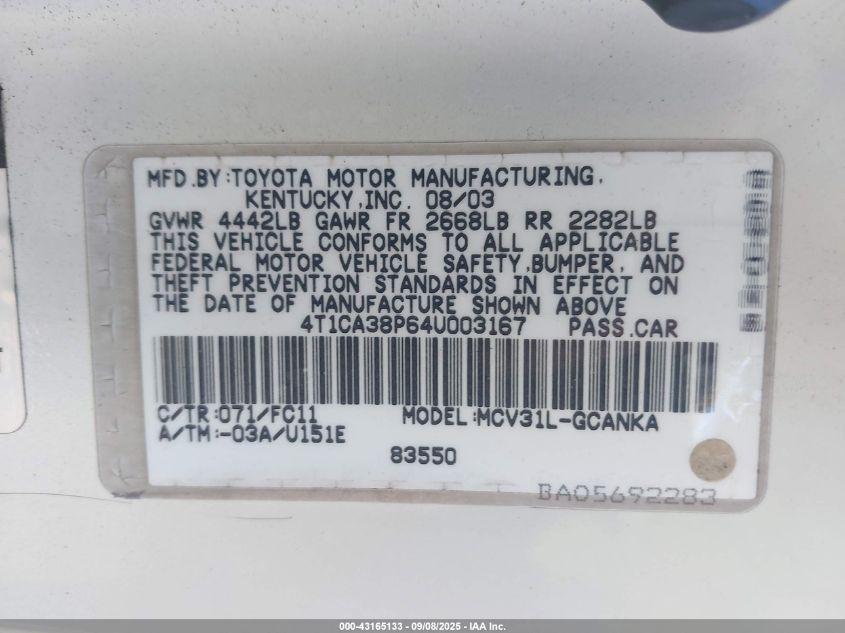 MFD.BY:TOYOTA MOTOR MANUFACTURING,
KENTUCKY,INC. 08/03
GVWR 4442LB GAWR FR 2668LB RR 2282LB
THIS VEHICLE CONFORMS TO ALL APPLICABLE
FEDERAL MOTOR VEHICLE SAFETY,BUMPER, AND
THEFT PREVENTION STANDARDS IN EFFECT ON
THE DATE OF MANUFACTURE SHOWN ABOVE
4T1CA38P64U003167 PASS.CAR
C/TR:071/FC11 MODEL:MCV31L-GCANKA
A/TM:-03A/U151E
83550
BA05692283
000-43165133 - 09/08/2025 - IAA Inc.